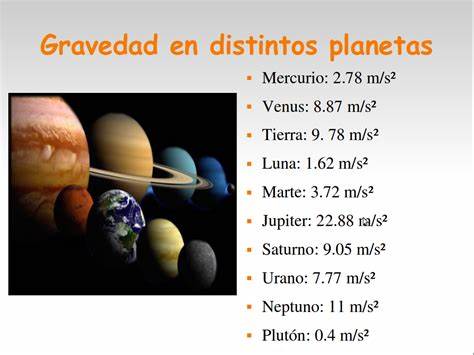 Gravedad en distintos planetas
Mercurio: 2.78 m/s²
Venus: 8.87 m/s²
Tierra: 9. 78 m/s²
Luna: 1.62 m/s²
Marte: 3.72 m/s²
Jupiter: 22.88 m/s²
Saturno: 9.05 m/s²
Urano: 7.77 m/s²
Neptuno: 11 m/s²
Plutón: 0.4 m/s²